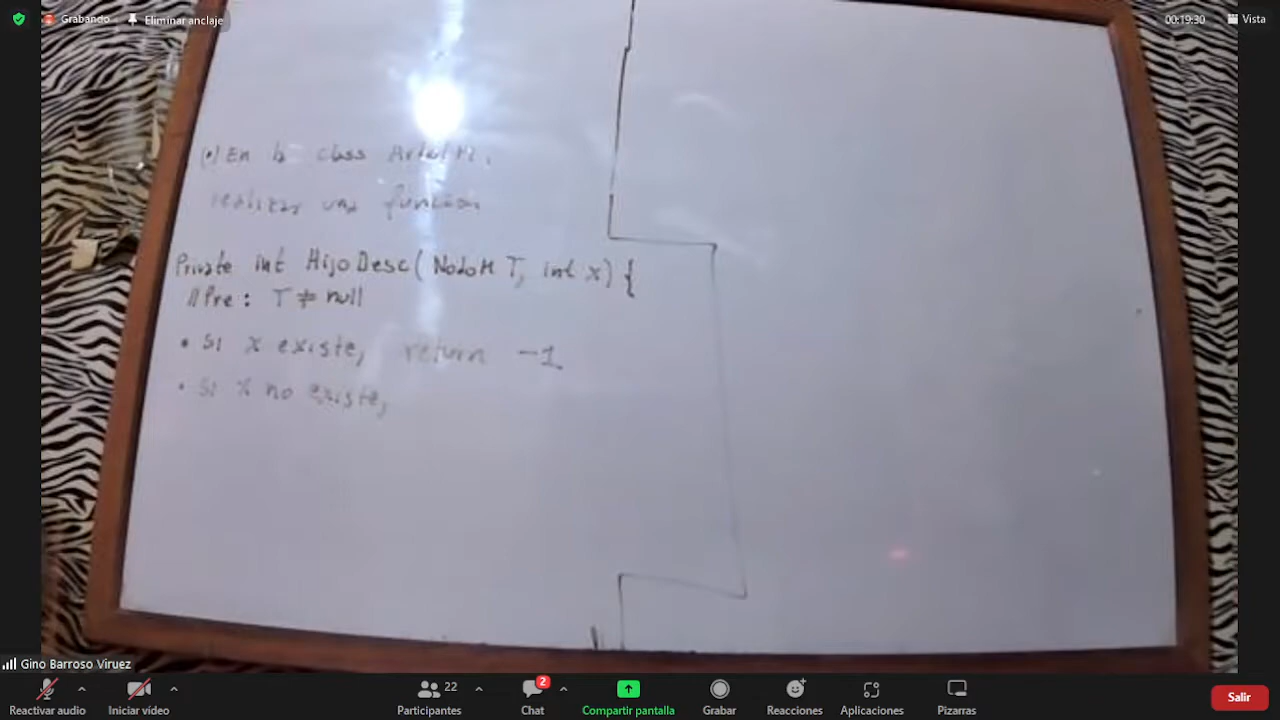 Grabando
Eliminar anclaje
00:19:30
Vista
(•) En la class ArbolM,
realizar una función
Private int HijoDesc( NodoM T, int x) {
//Pre: T ≠ null
• Si x existe, return -1
• Si x no existe,
Gino Barroso Viruez
22
2
Reactivar audio
Iniciar vídeo
Participantes
Chat
Compartir pantalla
Grabar
Reacciones
Aplicaciones
Pizarras
Salir